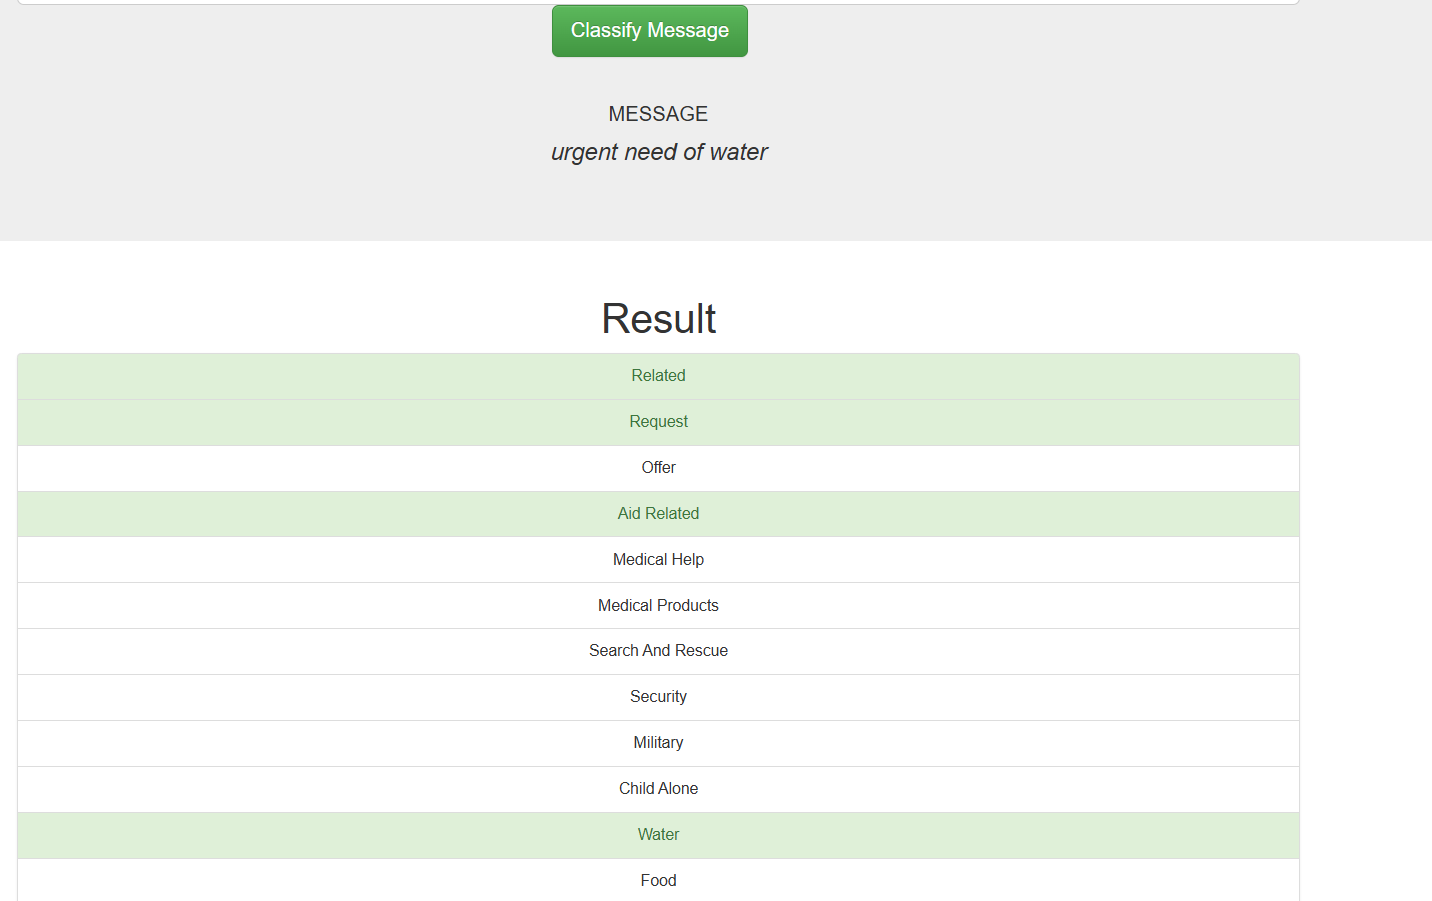 Classify Message
MESSAGE
urgent need of water
Result
Related
Request
Offer
Aid Related
Medical Help
Medical Products
Search And Rescue
Security
Military
Child Alone
Water
Food